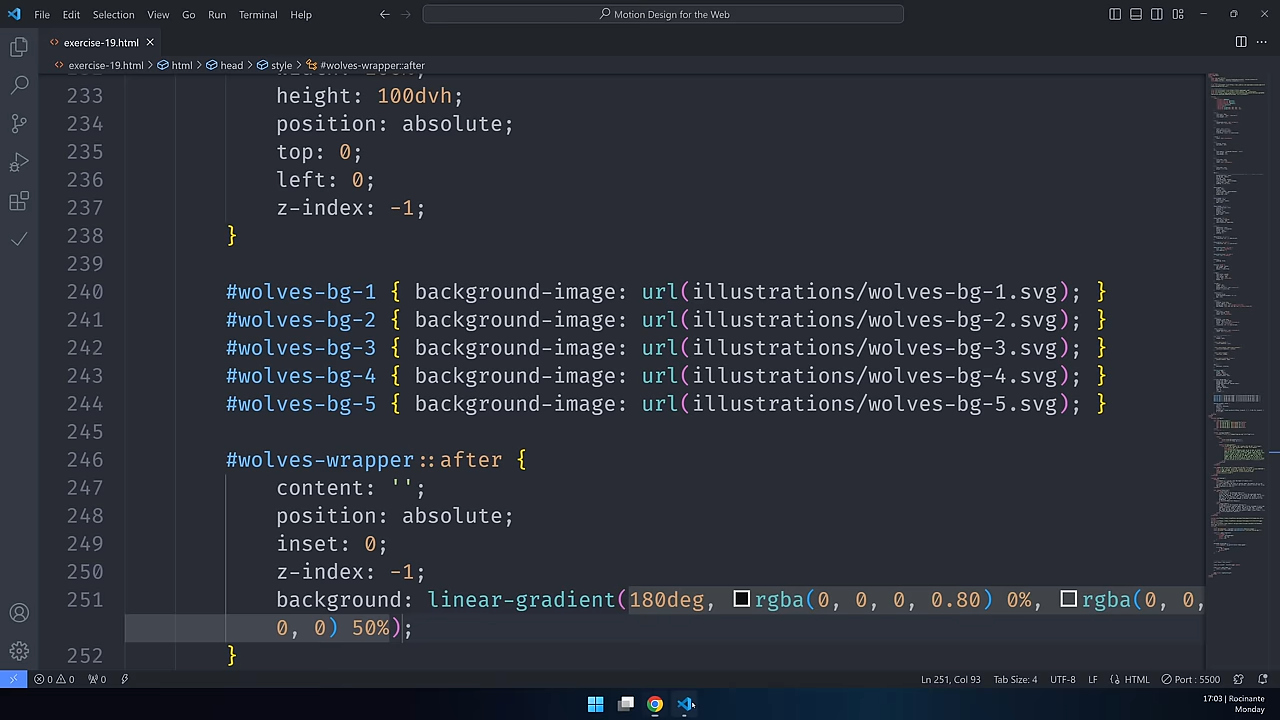 File Edit Selection View Go Run Terminal Help
Motion Design for the Web
exercise-19.html
exercise-19.html > html > head > style > #wolves-wrapper::after
233 height: 100dvh;
234 position: absolute;
235 top: 0;
236 left: 0;
237 z-index: -1;
238 }
239
240 #wolves-bg-1 { background-image: url(illustrations/wolves-bg-1.svg); }
241 #wolves-bg-2 { background-image: url(illustrations/wolves-bg-2.svg); }
242 #wolves-bg-3 { background-image: url(illustrations/wolves-bg-3.svg); }
243 #wolves-bg-4 { background-image: url(illustrations/wolves-bg-4.svg); }
244 #wolves-bg-5 { background-image: url(illustrations/wolves-bg-5.svg); }
245
246 #wolves-wrapper::after {
247 content: '';
248 position: absolute;
249 inset: 0;
250 z-index: -1;
251 background: linear-gradient(180deg, rgba(0, 0, 0, 0.80) 0%, rgba(0, 0,
0, 0) 50%);
252 }
0 0 0 Ln 251, Col 93 Tab Size: 4 UTF-8 LF HTML Port : 5500
17:03 | Rocinante
Monday